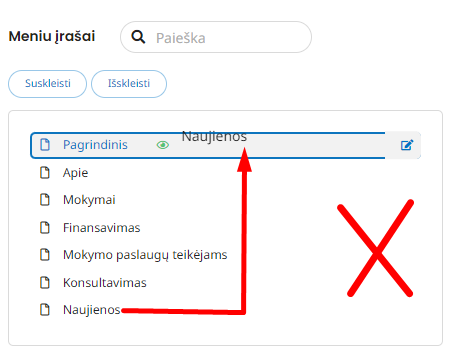 Meniu įrašai
Paieška
Suskleisti Išskleisti
Pagrindinis Naujienos
Apie
Mokymai
Finansavimas
Mokymo paslaugų teikėjams
Konsultavimas
Naujienos